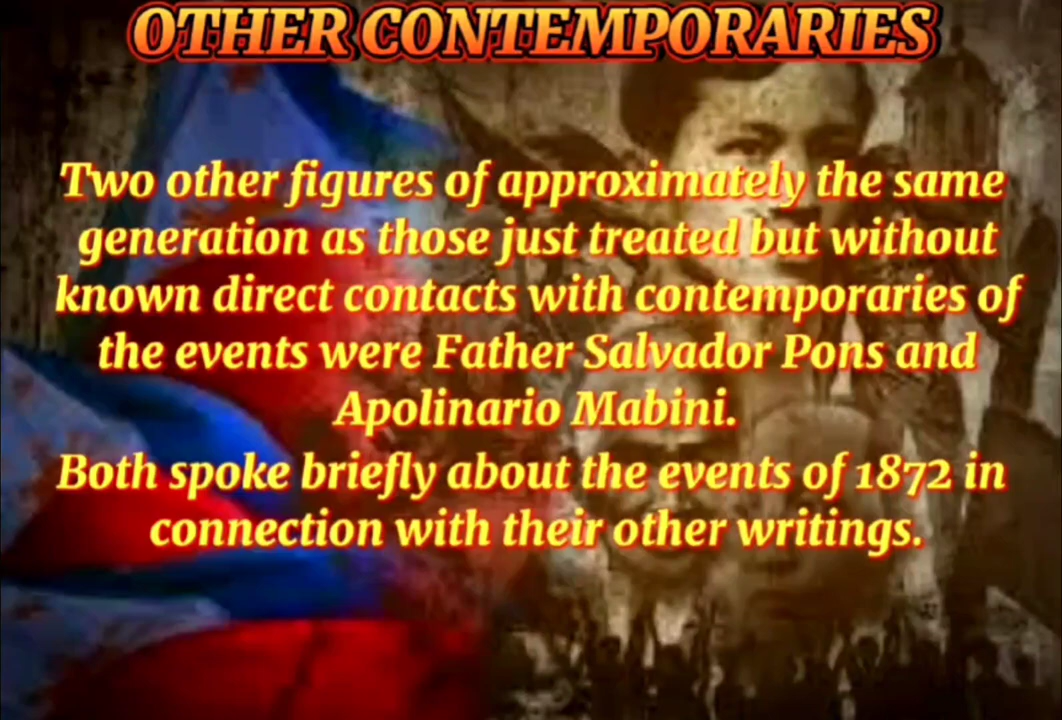 OTHER CONTEMPORARIES
Two other figures of approximately the same
generation as those just treated but without
known direct contacts with contemporaries of
the events were Father Salvador Pons and
Apolinario Mabini.
Both spoke briefly about the events of 1872 in
connection with their other writings.